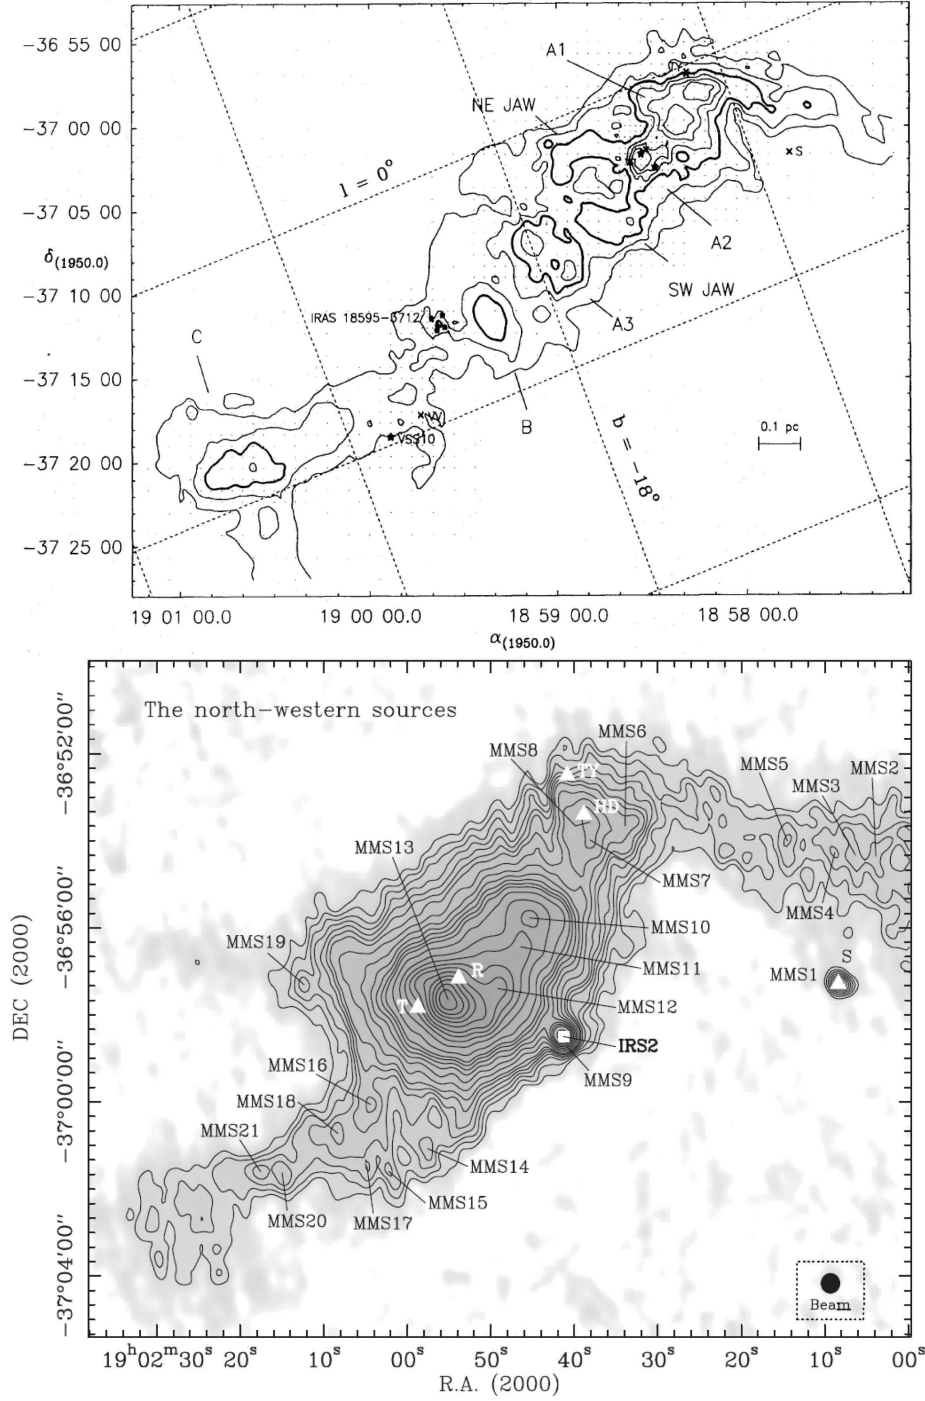 −36 55 00
A1
TY
NE JAW
−37 00 00
S
l = 0°
−37 05 00
A2
δ(1950.0)
SW JAW
−37 10 00
IRAS 18595−3712
A3
C
−37 15 00
B
VV
VS310
b = −18°
0.1 pc
−37 20 00
−37 25 00
19 01 00.0
19 00 00.0
18 59 00.0
18 58 00.0
α(1950.0)
The north−western sources
MMS6
MMS8
−36°52'00"
TY
MMS5
MMS2
MMS3
HD
MMS13
MMS7
MMS4
−36°56'00"
MMS10
MMS19
S
MMS11
R
MMS1
DEC (2000)
T
MMS12
IRS2
MMS16
MMS9
−37°00'00"
MMS18
MMS21
MMS14
MMS15
MMS20
MMS17
−37°04'00"
Beam
19h02m30s
20s
10s
00s
50s
40s
30s
20s
10s
00s
R.A. (2000)